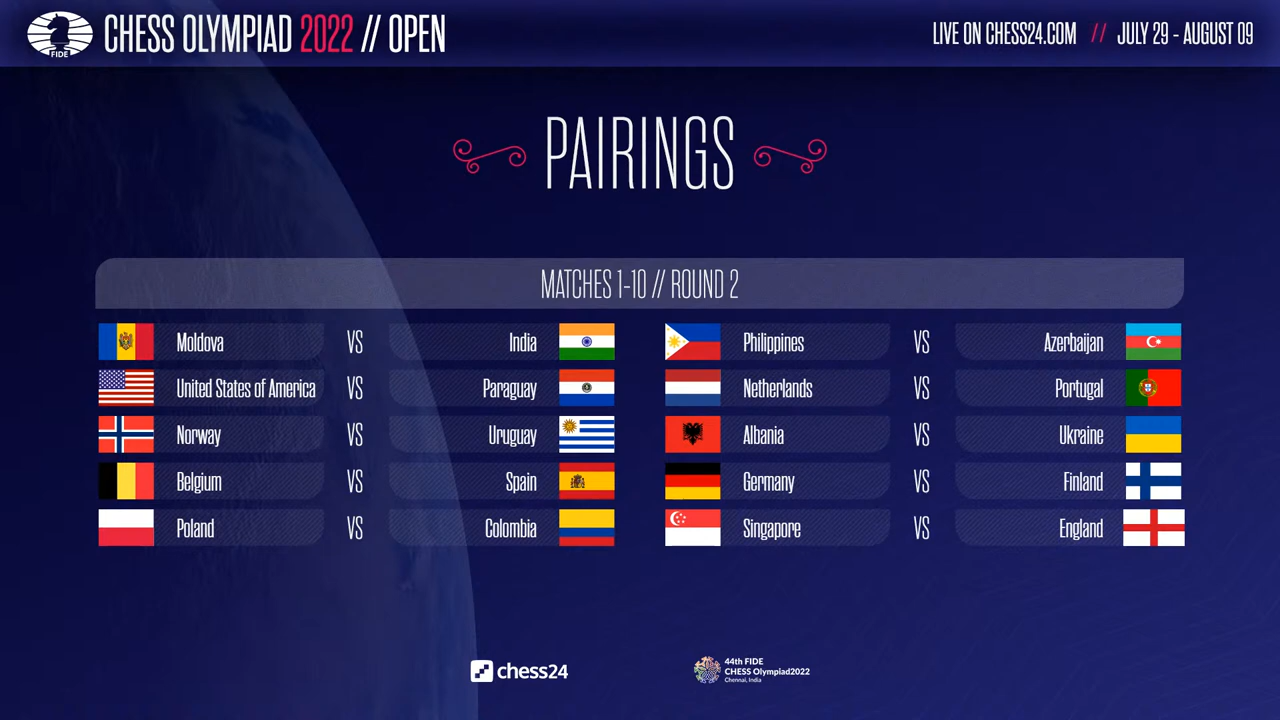 FIDE
CHESS OLYMPIAD 2022 // OPEN
LIVE ON CHESS24.COM // JULY 29 - AUGUST 09
PAIRINGS
MATCHES 1-10 // ROUND 2
Moldova VS India
United States of America VS Paraguay
Norway VS Uruguay
Belgium VS Spain
Poland VS Colombia
Philippines VS Azerbaijan
Netherlands VS Portugal
Albania VS Ukraine
Germany VS Finland
Singapore VS England
chess24
44th FIDE
CHESS Olympiad2022
Chennai, India